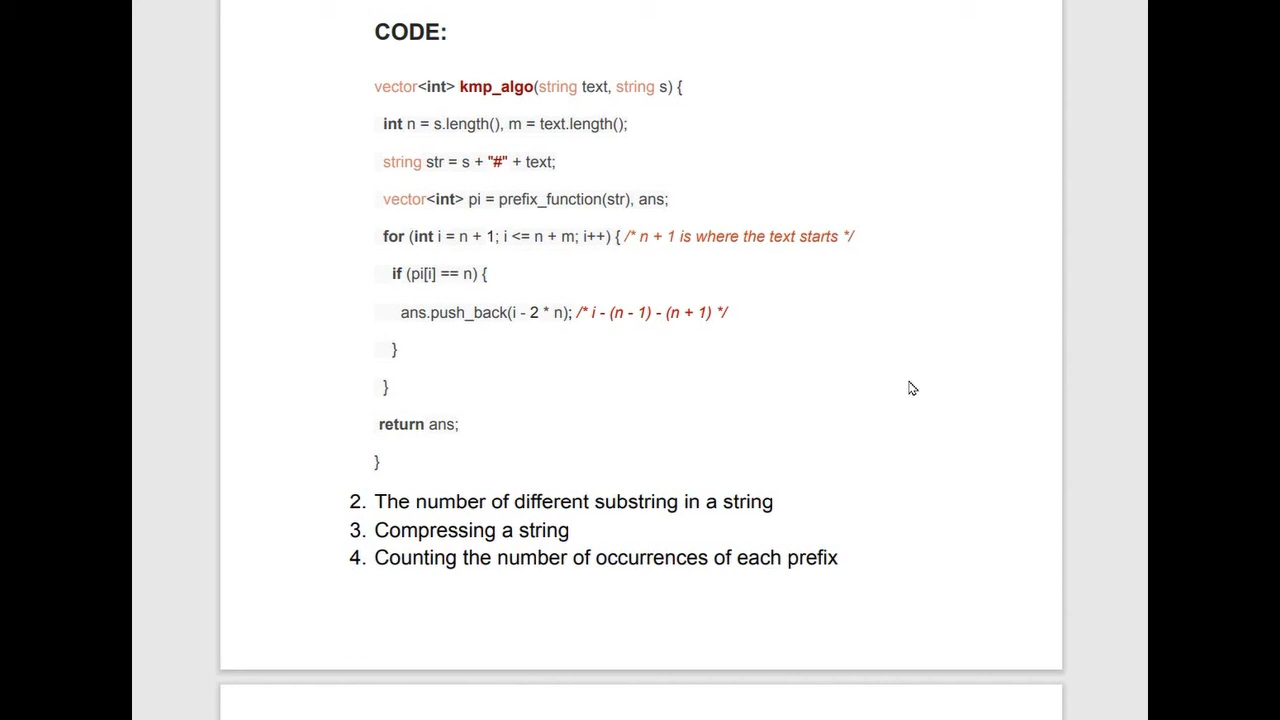 CODE:
vector<int> kmp_algo(string text, string s) {
int n = s.length(), m = text.length();
string str = s + "#" + text;
vector<int> pi = prefix_function(str), ans;
for (int i = n + 1; i <= n + m; i++) { /* n + 1 is where the text starts */
if (pi[i] == n) {
ans.push_back(i - 2 * n); /* i - (n - 1) - (n + 1) */
}
}
return ans;
}
2. The number of different substring in a string
3. Compressing a string
4. Counting the number of occurrences of each prefix